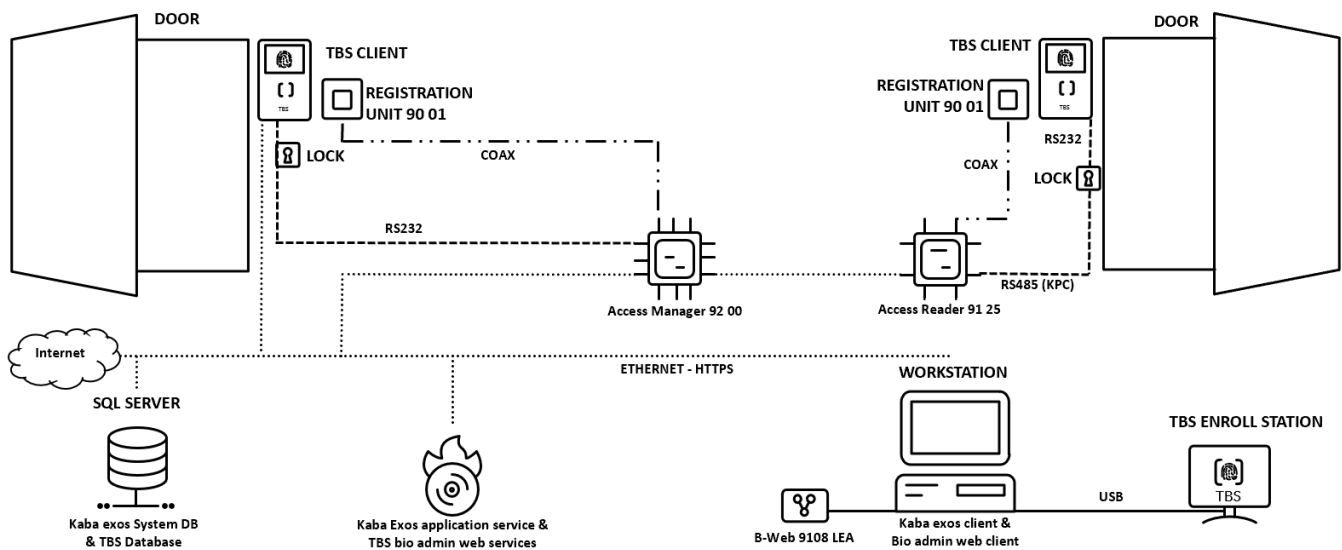 DOOR
TBS CLIENT
TBS
REGISTRATION
UNIT 90 01
LOCK
COAX
RS232
DOOR
TBS CLIENT
TBS
REGISTRATION
UNIT 90 01
RS232
COAX
LOCK
RS485 (KPC)
Access Manager 92 00
Access Reader 91 25
Internet
ETHERNET - HTTPS
SQL SERVER
Kaba exos System DB
& TBS Database
Kaba Exos application service &
TBS bio admin web services
WORKSTATION
B-Web 9108 LEA
Kaba exos client &
Bio admin web client
USB
TBS ENROLL STATION
TBS